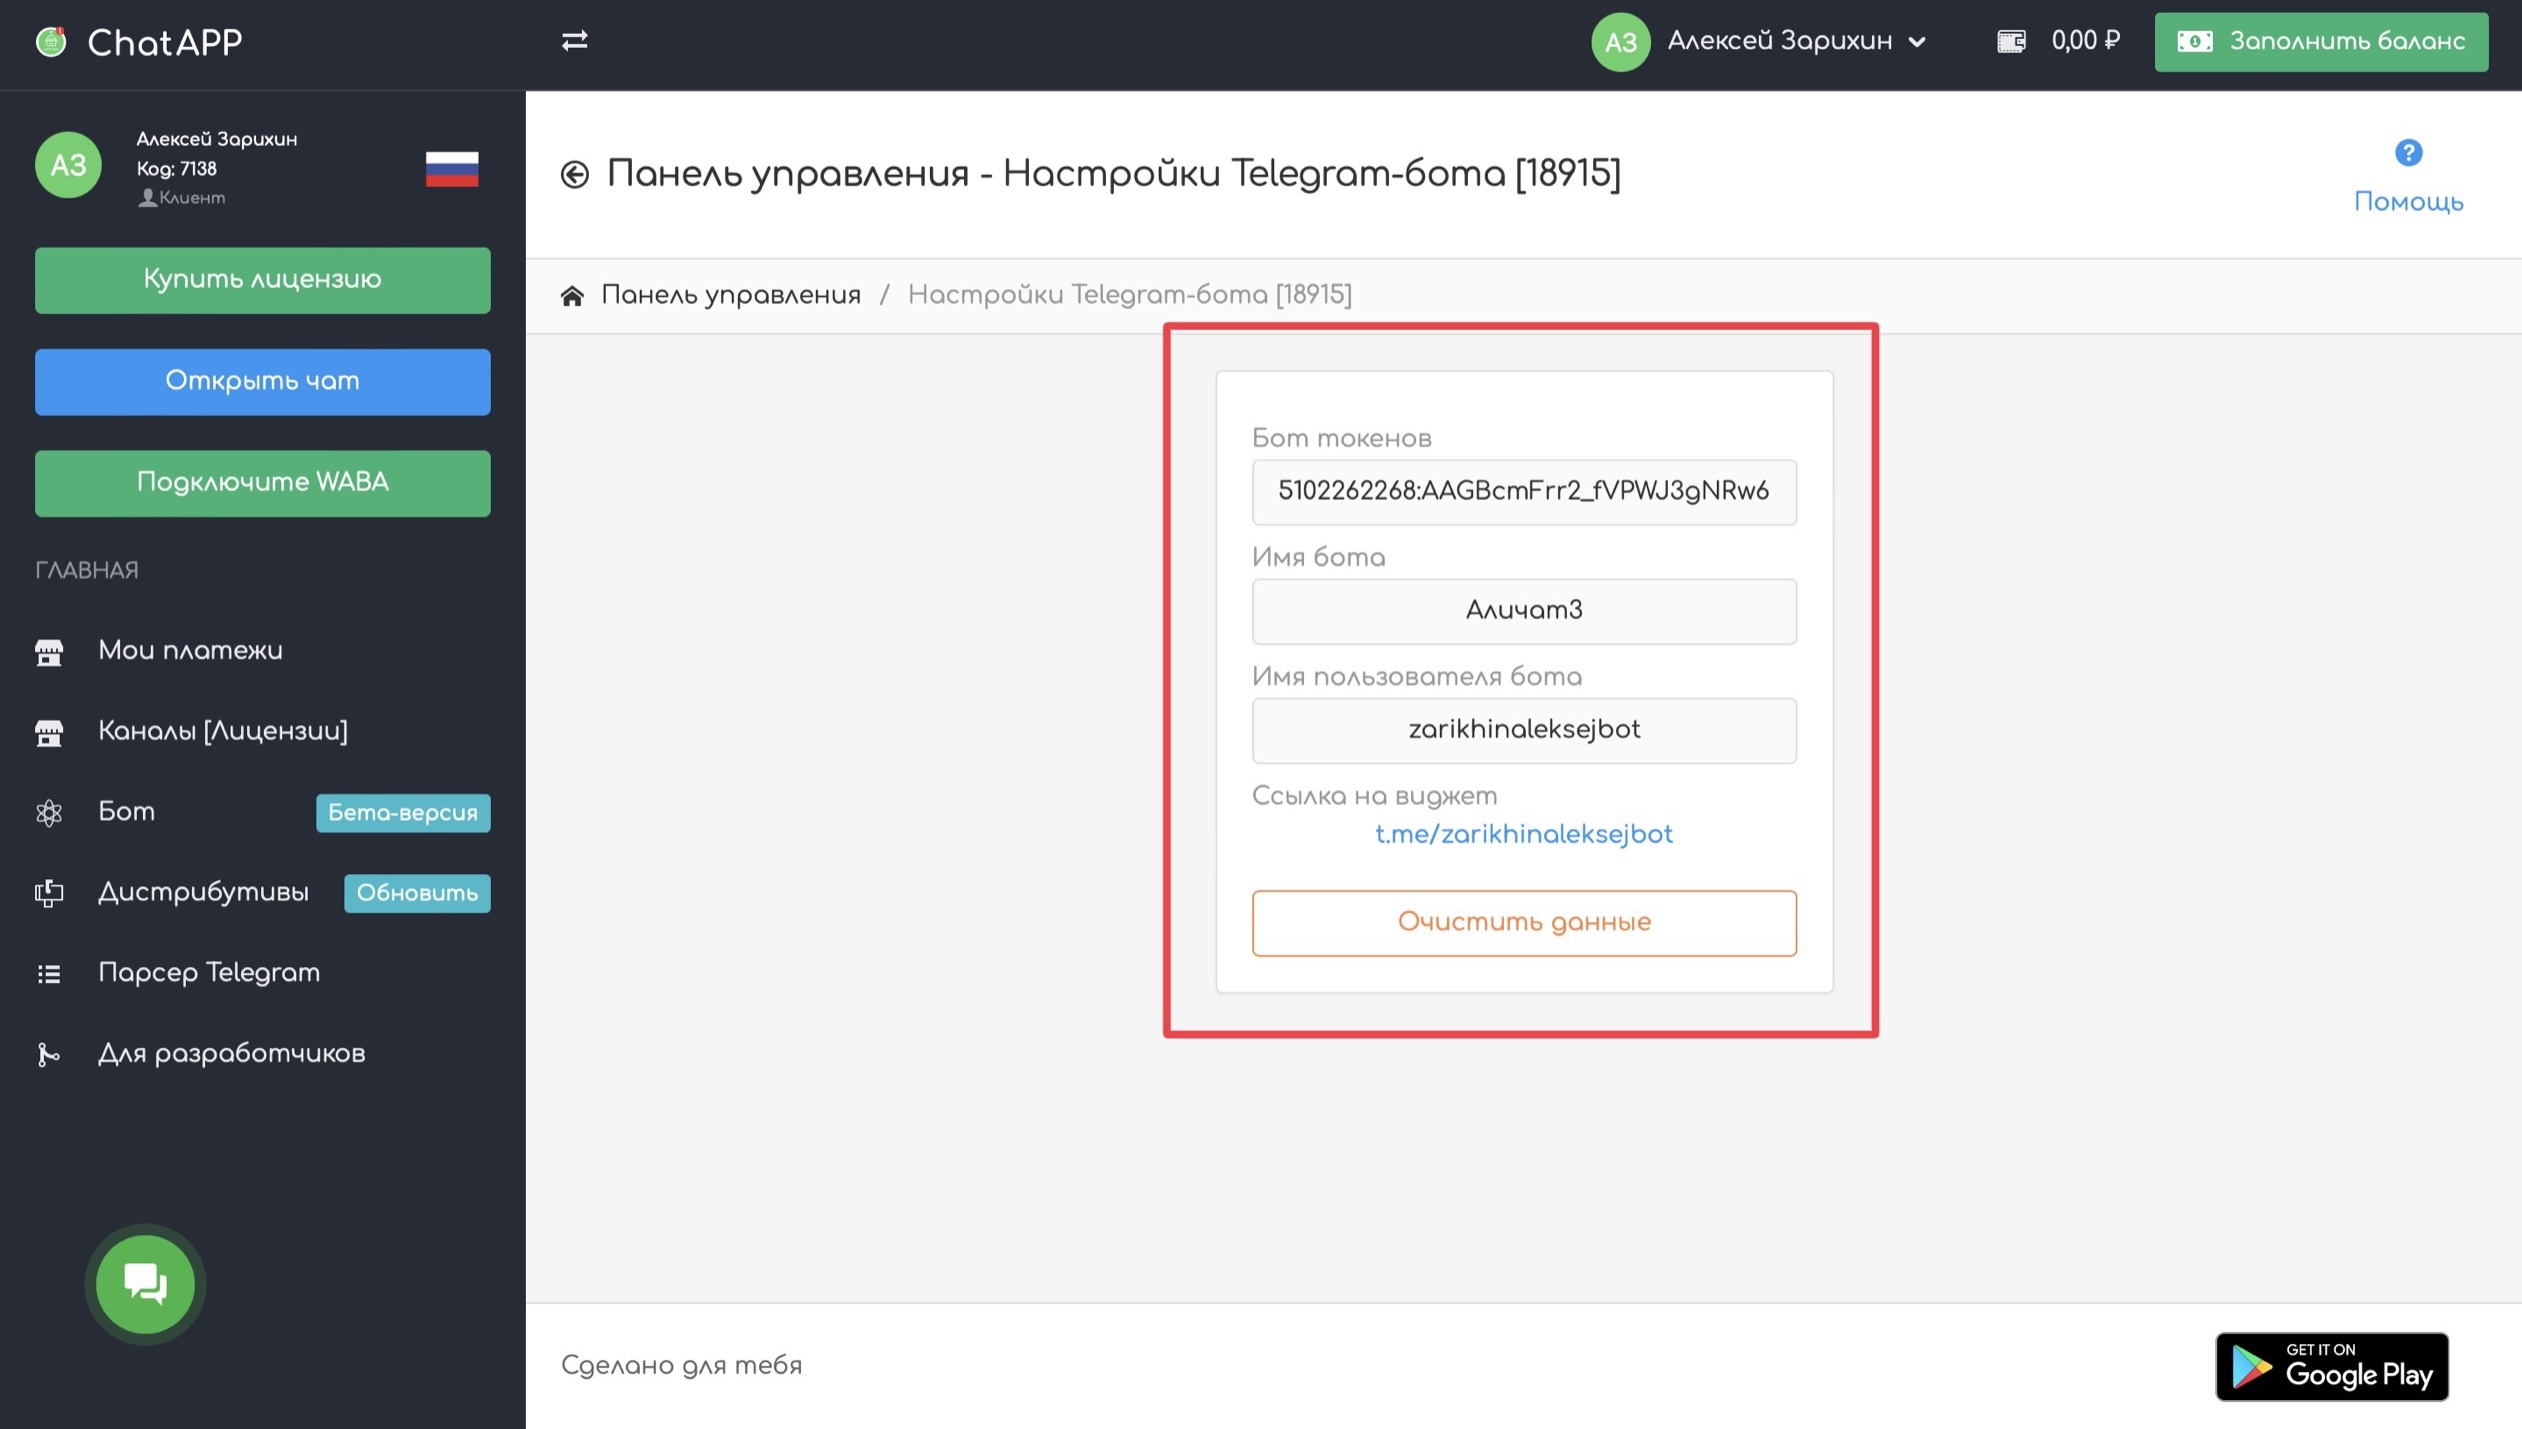 ChatAPP
АЗ
Алексей Зарихин
0,00 ₽
Заполнить баланс
АЗ
Алексей Зарихин
Код: 7138
Клиент
Купить лицензию
Открыть чат
Подключите WABA
ГЛАВНАЯ
Мои платежи
Каналы [Лицензии]
Бот
Бета-версия
Дистрибутивы
Обновить
Парсер Telegram
Для разработчиков
Панель управления - Настройки Telegram-бота [18915]
?
Помощь
Панель управления / Настройки Telegram-бота [18915]
Бот токенов
5102262268:AAGBcmFrr2_fVPWJ3gNRw6
Имя бота
Аличат3
Имя пользователя бота
zarikhinaleksejbot
Ссылка на виджет
t.me/zarikhinaleksejbot
Очистить данные
Сделано для тебя
GET IT ON
Google Play